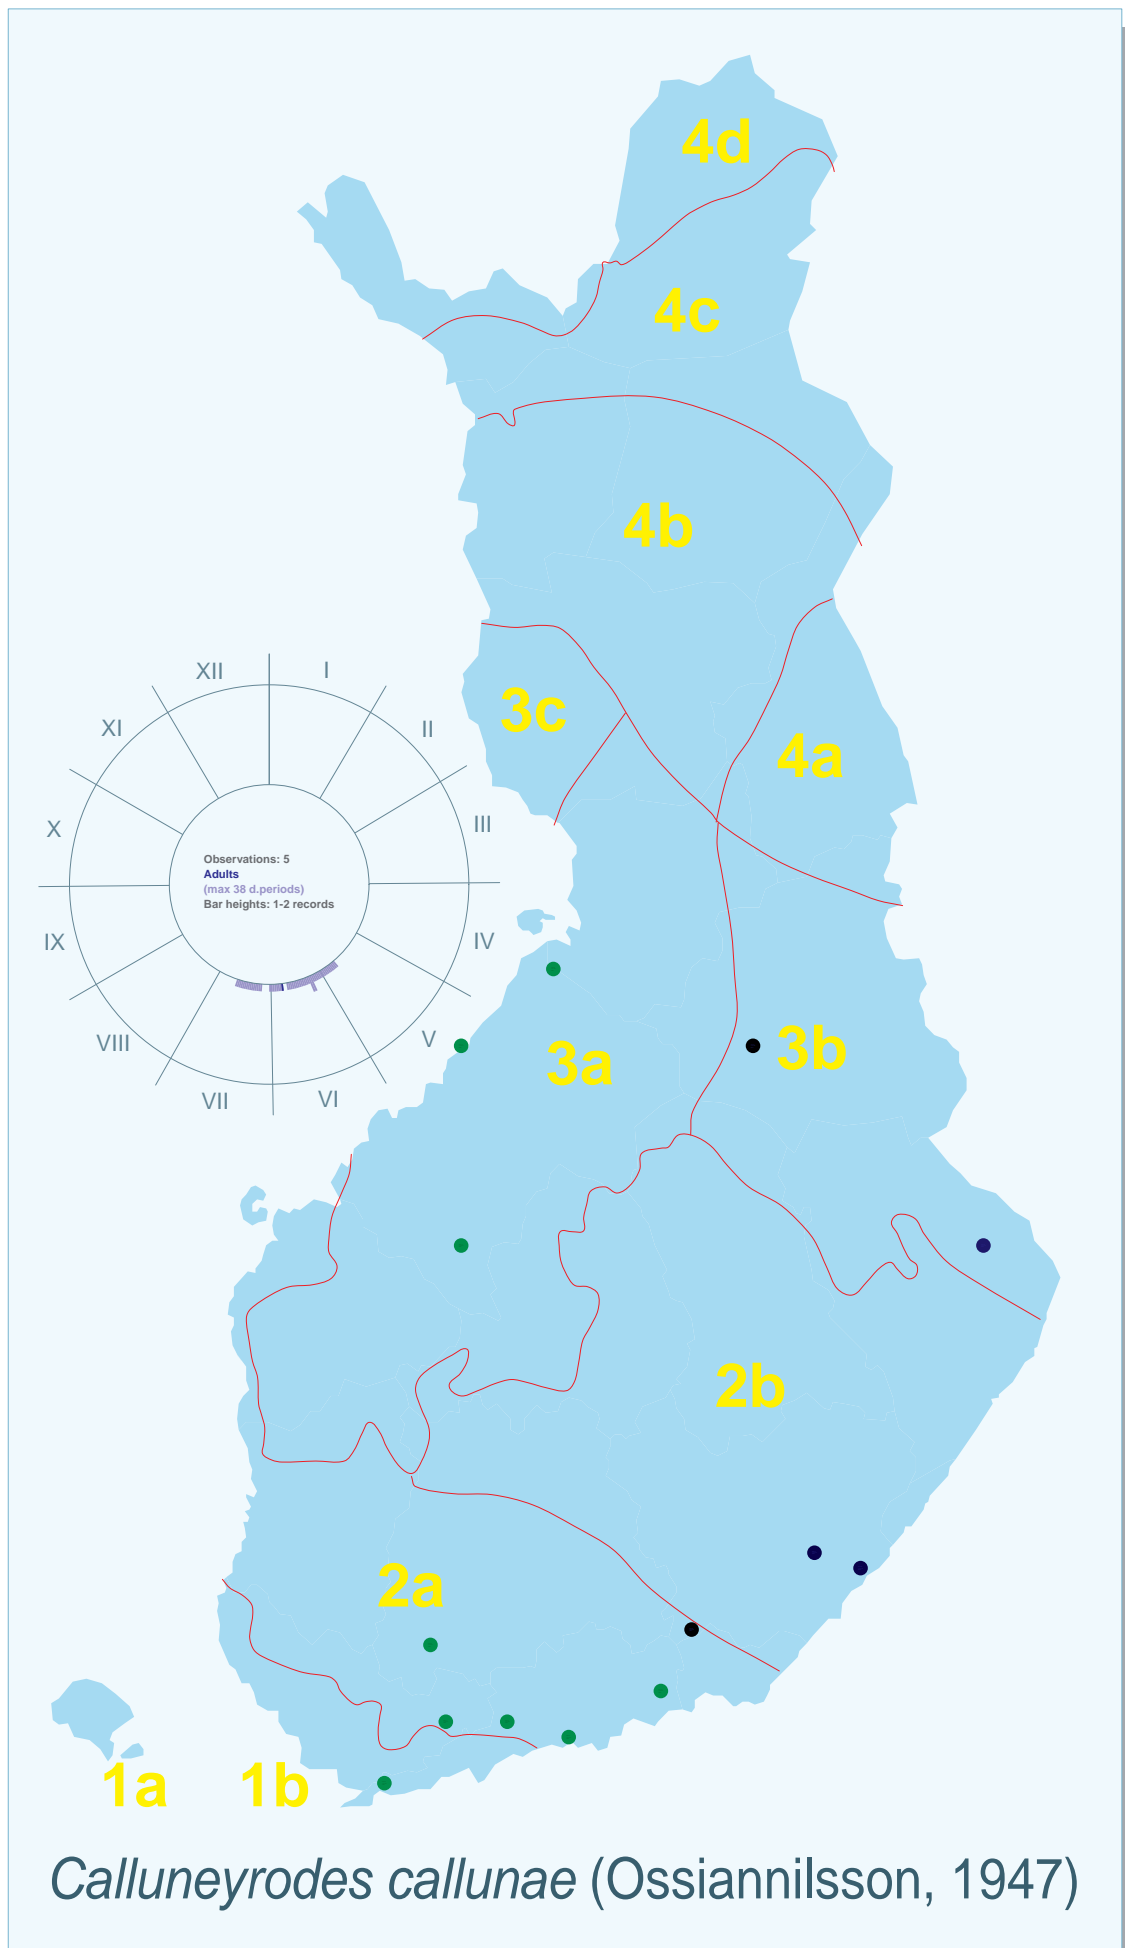 4d
4c
4b
3c
4a
XII
I
XI
II
X
III
Observations: 5
Adults
(max 38 d.periods)
Bar heights: 1-2 records
IX
IV
VIII
V
VII
VI
3a
3b
2b
2a
1a
1b
Calluneyrodes callunae (Ossiannilsson, 1947)